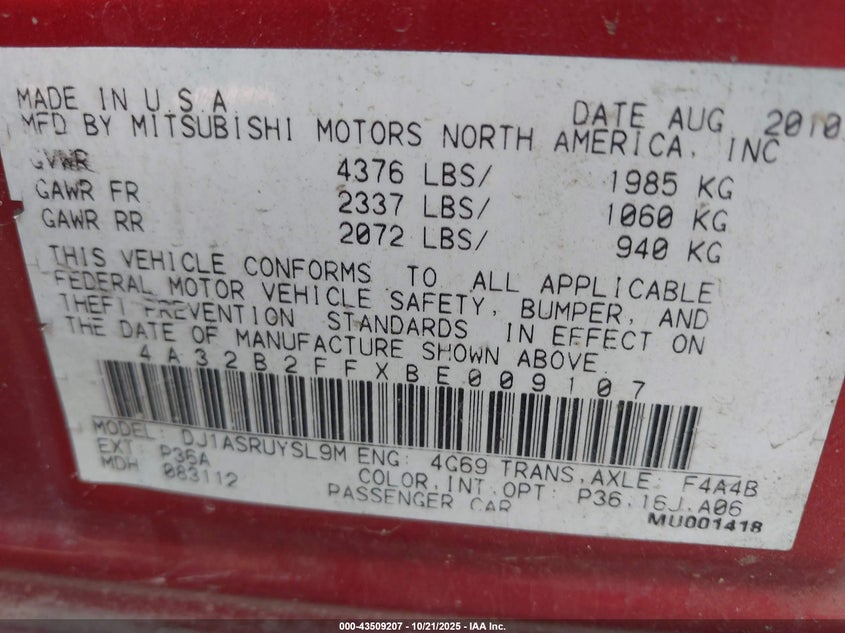 MADE IN U S A DATE AUG 2010
MFD BY MITSUBISHI MOTORS NORTH AMERICA, INC
GVWR 4376 LBS/ 1985 KG
GAWR FR 2337 LBS/ 1060 KG
GAWR RR 2072 LBS/ 940 KG
THIS VEHICLE CONFORMS TO ALL APPLICABLE
FEDERAL MOTOR VEHICLE SAFETY, BUMPER, AND
THEFT PREVENTION STANDARDS IN EFFECT ON
THE DATE OF MANUFACTURE SHOWN ABOVE.
4A32B2FFXBE009107
MODEL: DJ1ASRUYSL9M ENG: 4G69 TRANS,AXLE: F4A4B
EXT: P36A COLOR,INT,OPT: P36,16J,A06
MDH 083112 PASSENGER CAR
MU001418
000-43509207 - 10/21/2025 - IAA Inc.